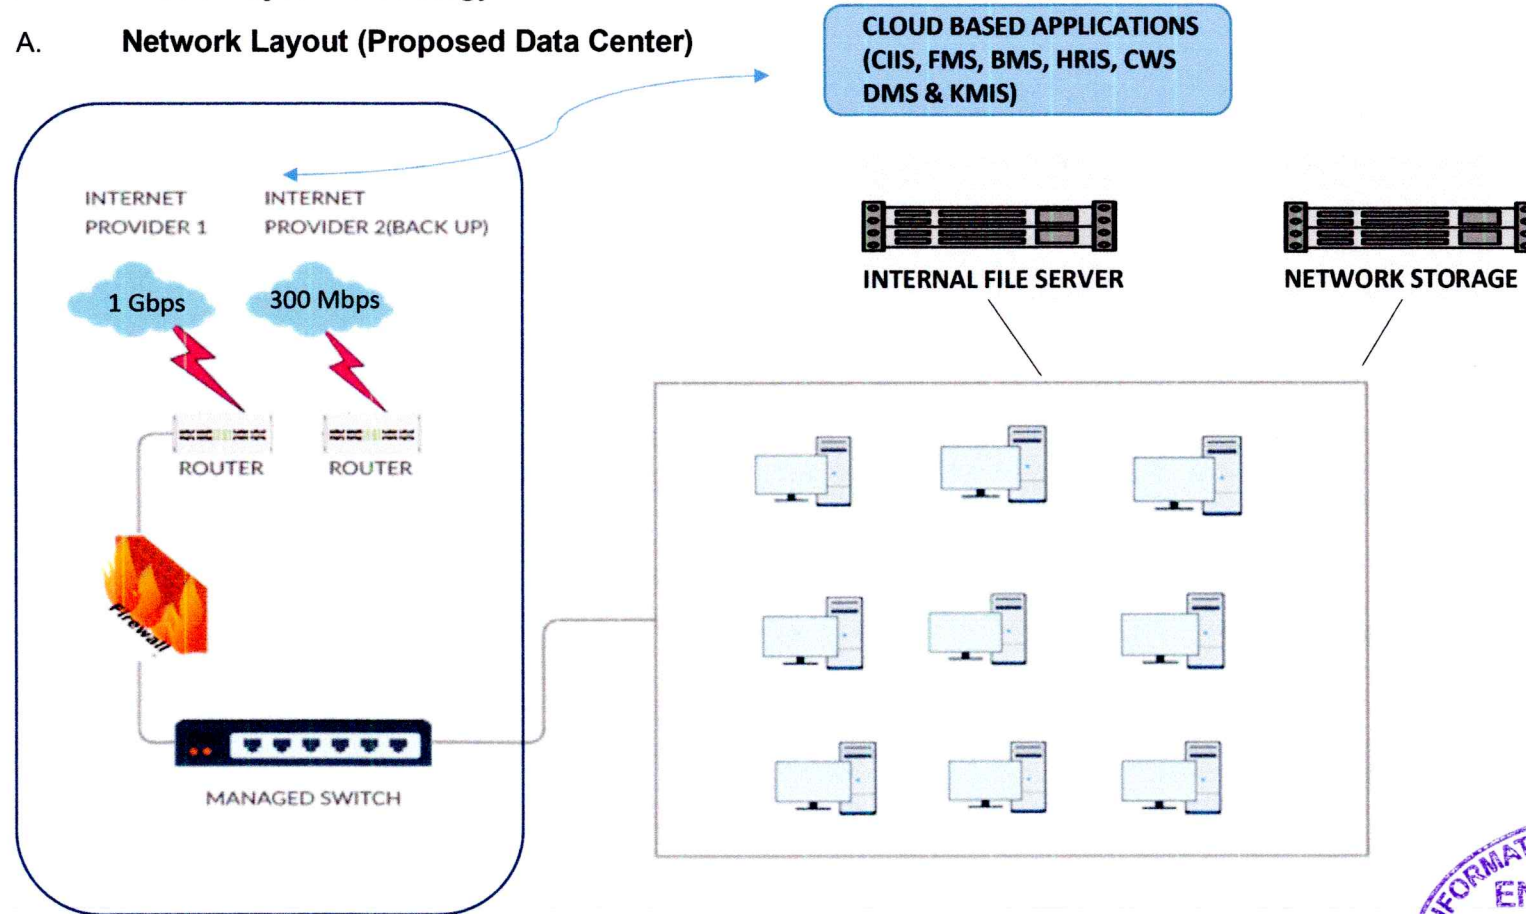 A. Network Layout (Proposed Data Center)
CLOUD BASED APPLICATIONS
(CIIS, FMS, BMS, HRIS, CWS
DMS & KMIS)
INTERNET
PROVIDER 1
INTERNET
PROVIDER 2(BACK UP)
1 Gbps
300 Mbps
ROUTER
ROUTER
Firewall
MANAGED SWITCH
INTERNAL FILE SERVER
NETWORK STORAGE